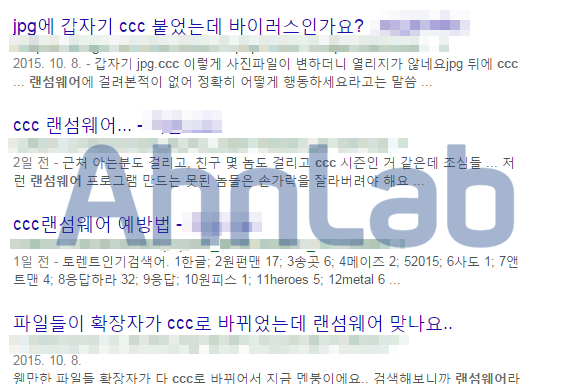 jpg에 갑자기 ccc 붙었는데 바이러스인가요?
2015. 10. 8. - 갑자기 jpg.ccc 이렇게 사진파일이 변하더니 열리지가 않네요jpg 뒤에 ccc
... 랜섬웨어에 걸려본적이 없어 정확히 어떻게 행동하세요라고는 말씀 ...
ccc 랜섬웨어... -
2일 전 - 근처 아는분도 걸리고, 친구 몇 놈도 걸리고 ccc 시즌인 거 같은데 조심들 ... 저
런 랜섬웨어 프로그램 만드는 못된 놈들은 손가락을 잘라버려야 해요 ...
AhnLab
ccc랜섬웨어 예방법 -
1일 전 - 토렌트인기검색어. 1한글; 2원펀맨 17; 3송곳 6; 4메이즈 2; 52015; 6사도 1; 7앤
트맨 4; 8응답하라 32; 9응답; 10원피스 1; 11heroes 5; 12metal 6 ...
파일들이 확장자가 ccc로 바뀌었는데 랜섬웨어 맞나요..
2015. 10. 8.
웬만한 파일들 확장자가 다 ccc로 바뀌어서 지금 멘붕이에요.. 검색해보니까 랜섬웨어라